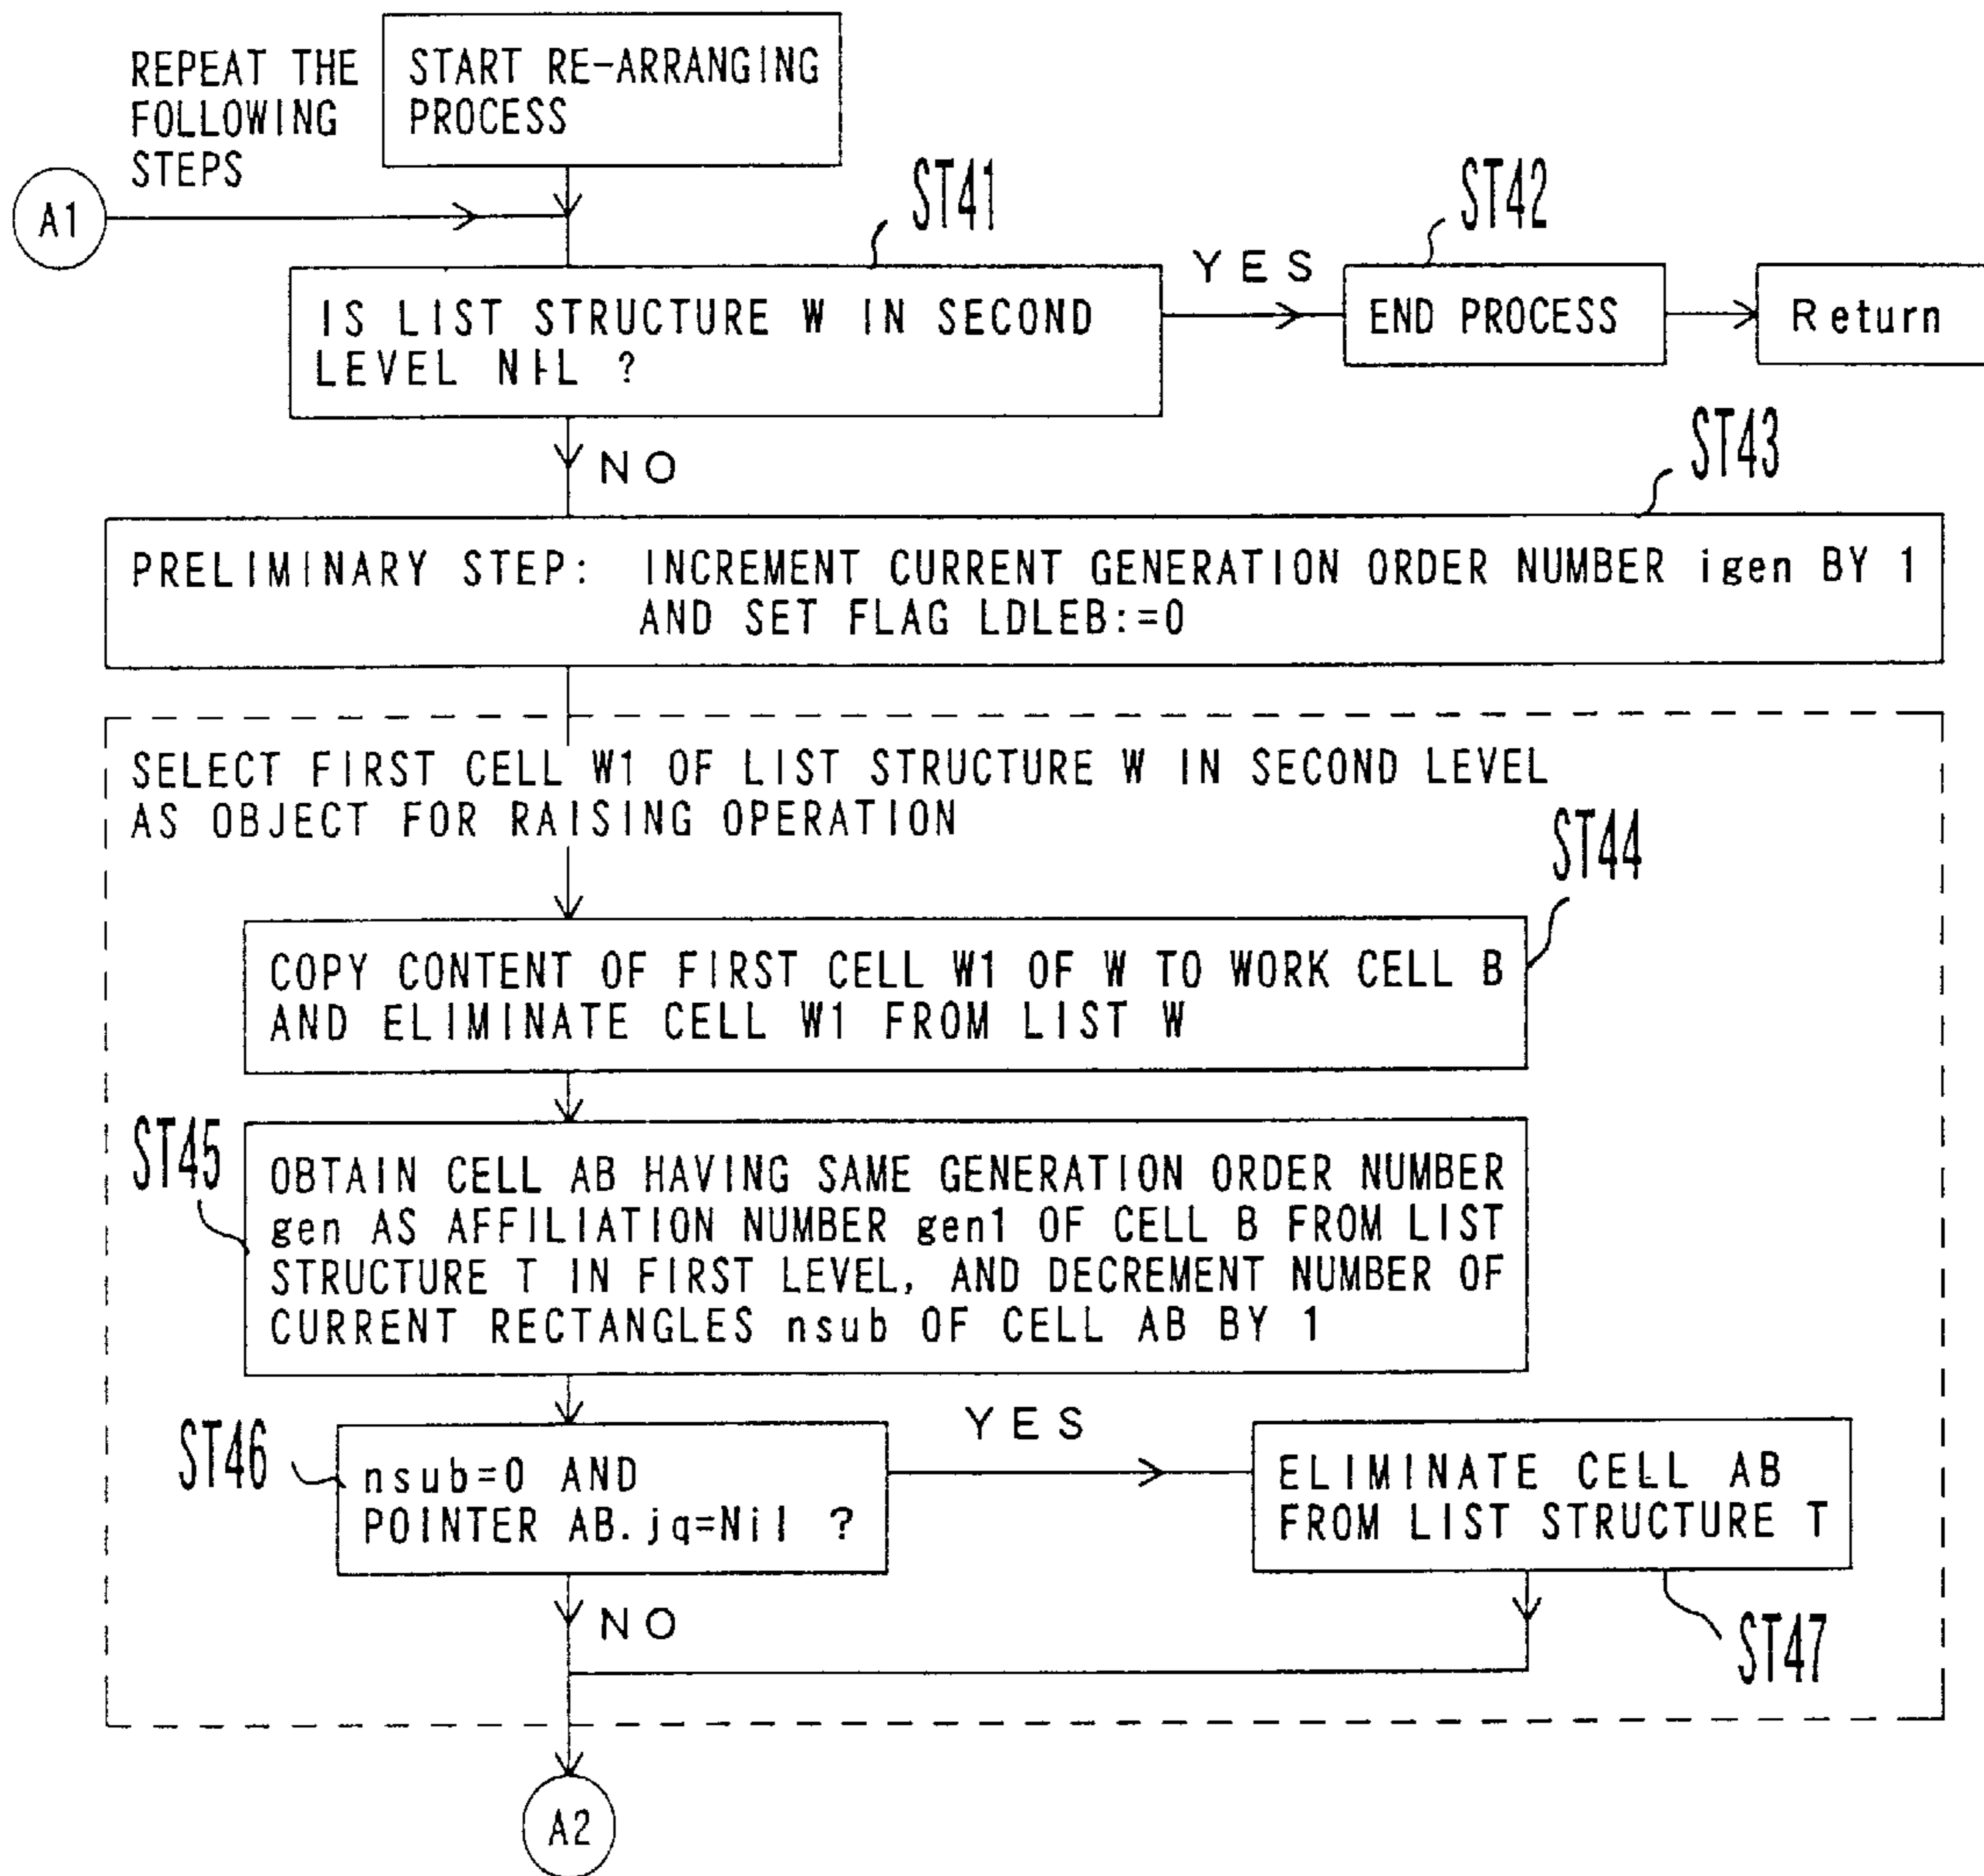 REPEAT THE
FOLLOWING
STEPS
START RE-ARRANGING
PROCESS
A1
ST41
ST42
IS LIST STRUCTURE W IN SECOND
LEVEL NIL ?
YES
END PROCESS
Return
NO
ST43
PRELIMINARY STEP: INCREMENT CURRENT GENERATION ORDER NUMBER igen BY 1
AND SET FLAG LDLEB:=0
SELECT FIRST CELL W1 OF LIST STRUCTURE W IN SECOND LEVEL
AS OBJECT FOR RAISING OPERATION
ST44
COPY CONTENT OF FIRST CELL W1 OF W TO WORK CELL B
AND ELIMINATE CELL W1 FROM LIST W
ST45
OBTAIN CELL AB HAVING SAME GENERATION ORDER NUMBER
gen AS AFFILIATION NUMBER gen1 OF CELL B FROM LIST
STRUCTURE T IN FIRST LEVEL, AND DECREMENT NUMBER OF
CURRENT RECTANGLES nsub OF CELL AB BY 1
ST46
nsub=0 AND
POINTER AB.jq=Nil ?
YES
ELIMINATE CELL AB
FROM LIST STRUCTURE T
NO
ST47
A2